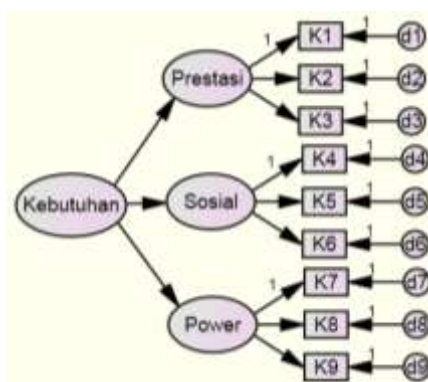 1 K1 1 d1
Prestasi K2 1 d2
K3 1 d3
1 K4 1 d4
Kebutuhan Sosial K5 1 d5
K6 1 d6
1 K7 1 d7
Power K8 1 d8
K9 1 d9